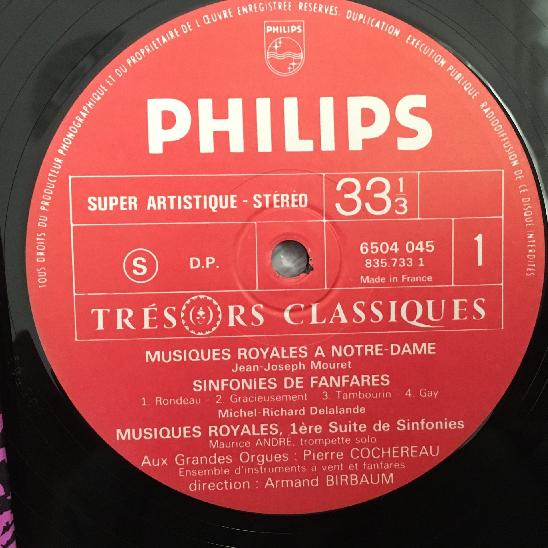 TOUS DROITS DU PRODUCTEUR PHONOGRAPHIQUE ET DU PROPRIETAIRE DE L'ŒUVRE ENREGISTRÉE RESERVÉS. DUPLICATION, EXECUTION PUBLIQUE, RADIODIFFUSION DE CE DISQUE INTERDITES
PHILIPS
PHILIPS
SUPER ARTISTIQUE - STÉRÉO 33 1/3
S D.P. 6504 045 1
835.733 1
Made in France
TRÉSORS CLASSIQUES
MUSIQUES ROYALES A NOTRE-DAME
Jean-Joseph Mouret
SINFONIES DE FANFARES
1. Rondeau - 2. Gracieusement 3. Tambourin - 4. Gay
Michel-Richard Delalande
MUSIQUES ROYALES, 1ère Suite de Sinfonies
Maurice ANDRÉ, trompette solo
Aux Grandes Orgues : Pierre COCHEREAU
Ensemble d'instruments a vent et fanfares
direction : Armand BIRBAUM